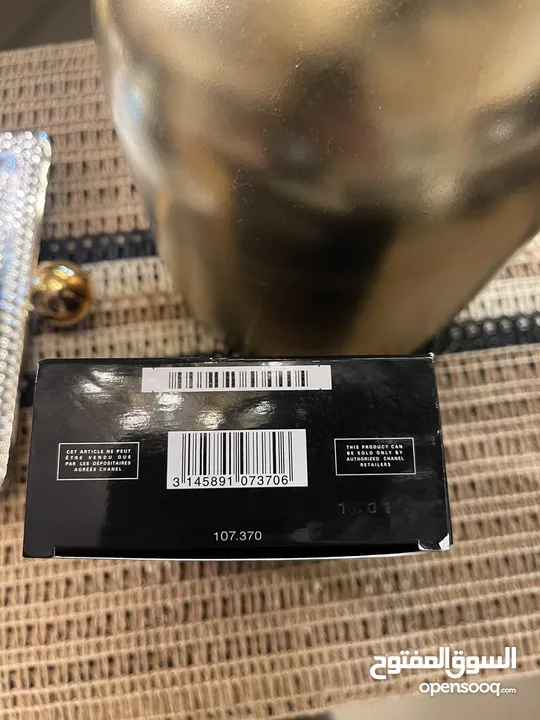 CET ARTICLE NE PEUT
ÊTRE VENDU QUE
PAR LES DÉPOSITAIRES
AGRÉÉS CHANEL
3 145891 073706
THIS PRODUCT CAN
BE SOLD ONLY BY
AUTHORIZED CHANEL
RETAILERS
107.370
السوق المفتوح
opensooq.com